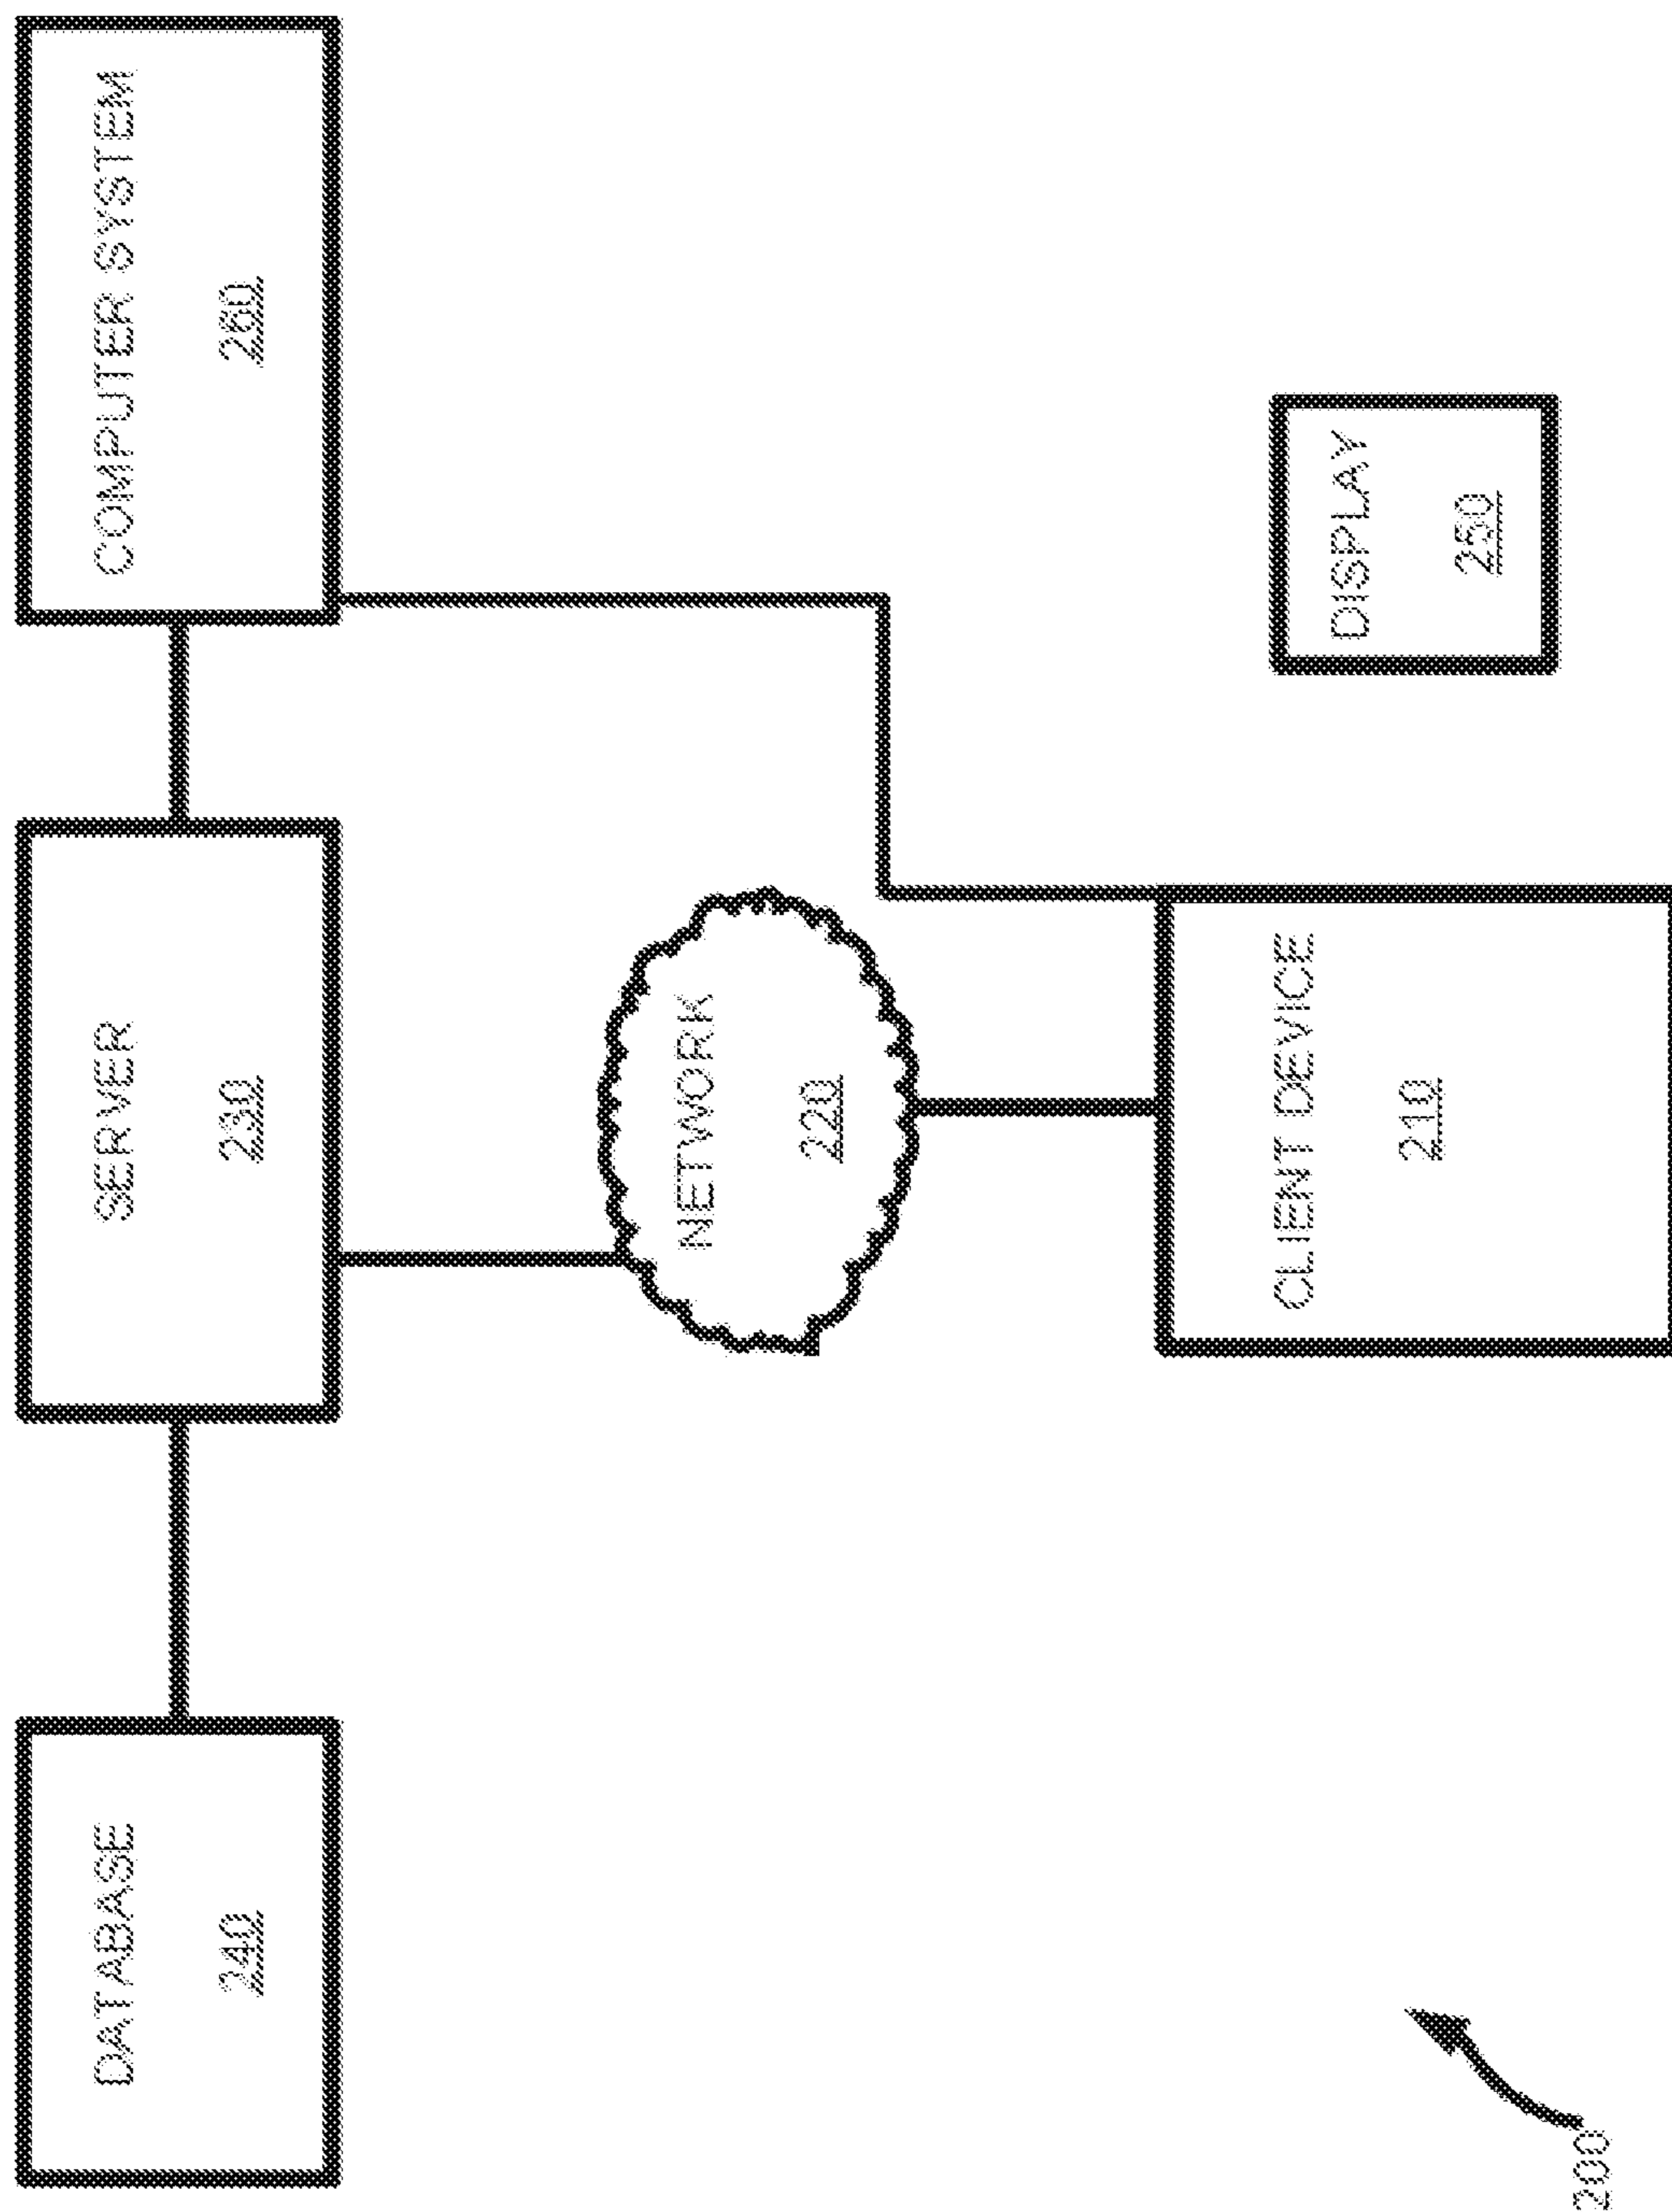 DATABASE
240
SERVER
230
COMPUTER SYSTEM
260
NETWORK
220
CLIENT DEVICE
210
DISPLAY
250
200